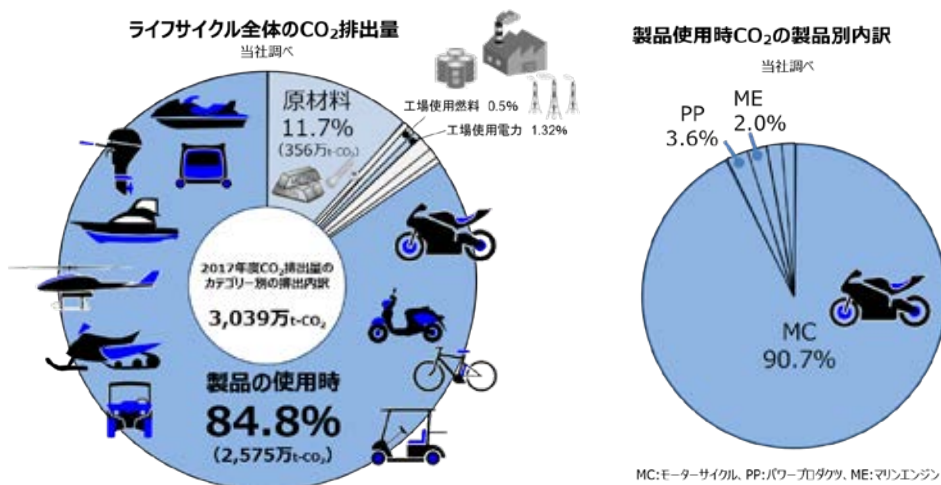 ライフサイクル全体のCO₂排出量
当社調べ
原材料
11.7%
(356万t-CO₂)
工場使用燃料 0.5%
工場使用電力 1.32%
2017年度CO₂排出量の
カテゴリー別の排出内訳
3,039万t-CO₂
製品の使用時
84.8%
(2,575万t-CO₂)
製品使用時CO₂の製品別内訳
当社調べ
PP
3.6%
ME
2.0%
MC
90.7%
MC:モーターサイクル、PP:パワープロダクツ、ME:マリンエンジン